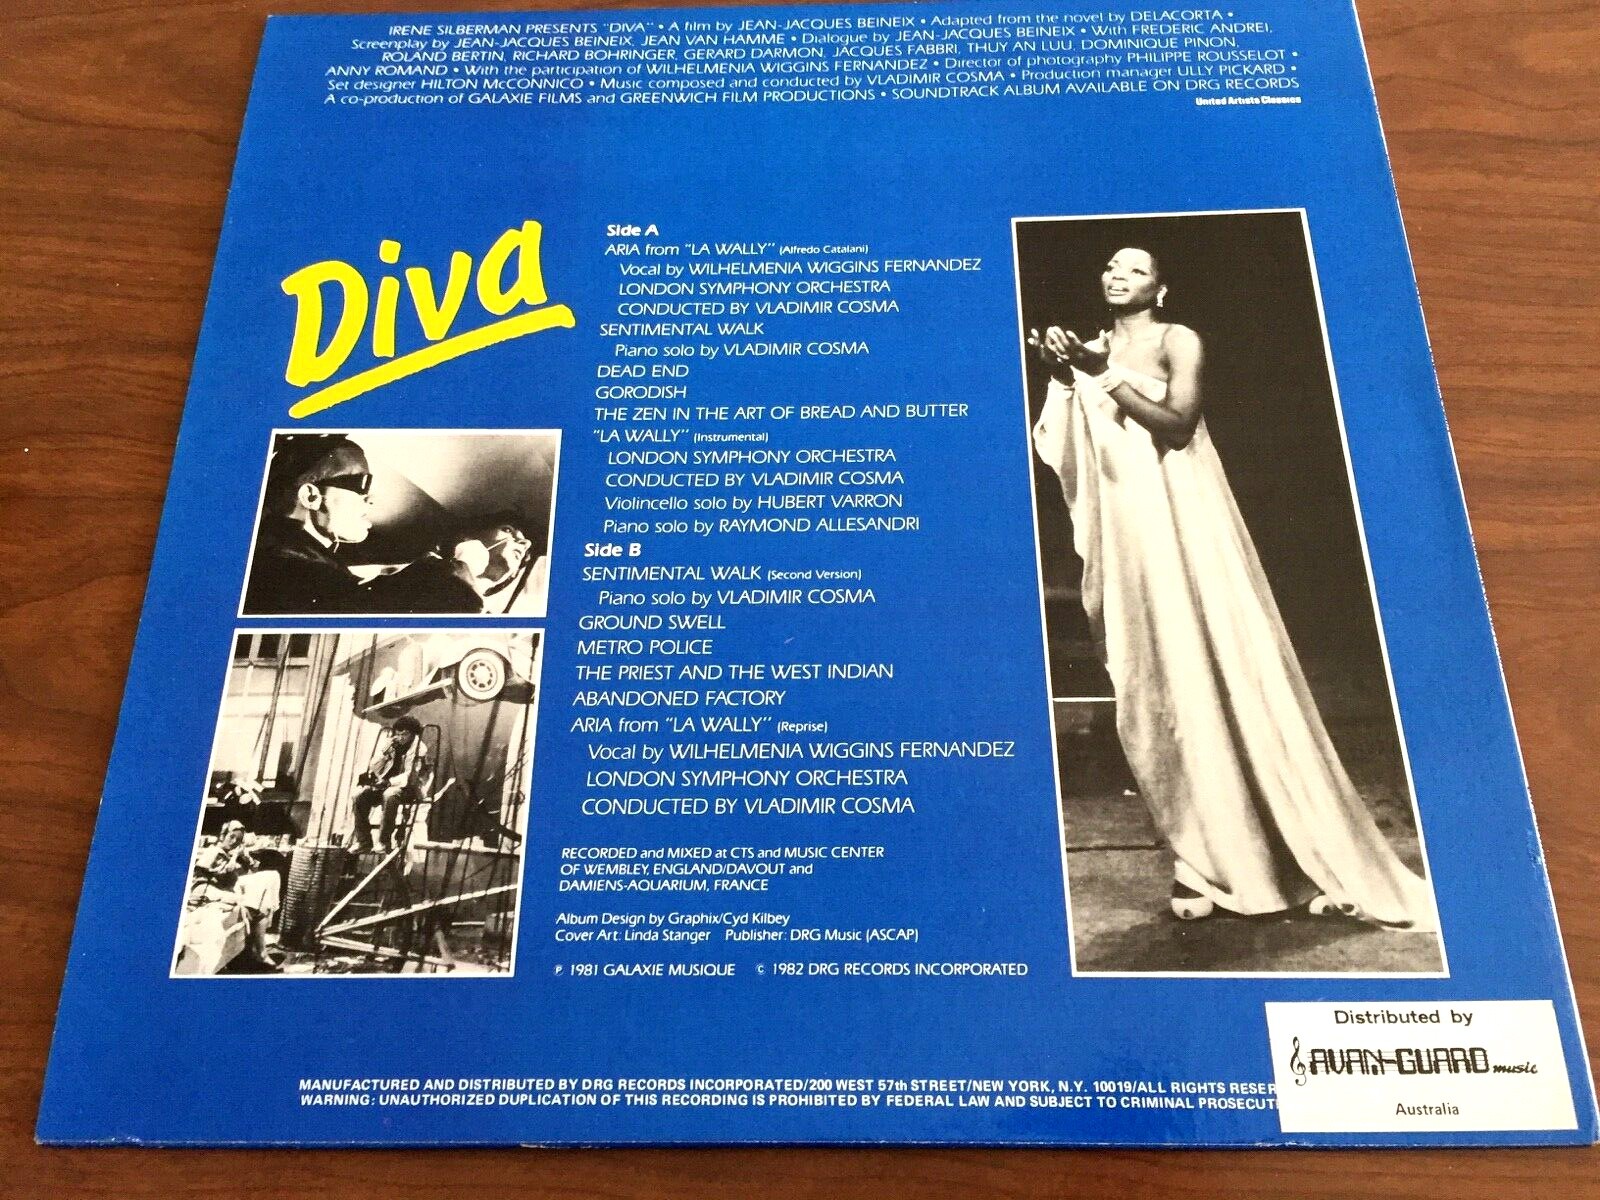 IRENE SILBERMAN PRESENTS "DIVA" • A film by JEAN-JACQUES BEINEIX • Adapted from the novel by DELACORTA •
Screenplay by JEAN-JACQUES BEINEIX, JEAN VAN HAMME • Dialogue by JEAN-JACQUES BEINEIX • With FREDERIC ANDREI,
ROLAND BERTIN, RICHARD BOHRINGER, GERARD DARMON, JACQUES FABBRI, THUY AN LUU, DOMINIQUE PINON,
ANNY ROMAND • With the participation of WILHELMENIA WIGGINS FERNANDEZ • Director of photography PHILIPPE ROUSSELOT •
Set designer HILTON McCONNICO • Music composed and conducted by VLADIMIR COSMA • Production manager ULLY PICKARD •
A co-production of GALAXIE FILMS and GREENWICH FILM PRODUCTIONS • SOUNDTRACK ALBUM AVAILABLE ON DRG RECORDS
United Artists Classics
Diva
Side A
ARIA from "LA WALLY" (Alfredo Catalani)
Vocal by WILHELMENIA WIGGINS FERNANDEZ
LONDON SYMPHONY ORCHESTRA
CONDUCTED BY VLADIMIR COSMA
SENTIMENTAL WALK
Piano solo by VLADIMIR COSMA
DEAD END
GORODISH
THE ZEN IN THE ART OF BREAD AND BUTTER
"LA WALLY" (Instrumental)
LONDON SYMPHONY ORCHESTRA
CONDUCTED BY VLADIMIR COSMA
Violincello solo by HUBERT VARRON
Piano solo by RAYMOND ALLESANDRI
Side B
SENTIMENTAL WALK (Second Version)
Piano solo by VLADIMIR COSMA
GROUND SWELL
METRO POLICE
THE PRIEST AND THE WEST INDIAN
ABANDONED FACTORY
ARIA from "LA WALLY" (Reprise)
Vocal by WILHELMENIA WIGGINS FERNANDEZ
LONDON SYMPHONY ORCHESTRA
CONDUCTED BY VLADIMIR COSMA
RECORDED and MIXED at CTS and MUSIC CENTER
OF WEMBLEY, ENGLAND/DAVOUT and
DAMIENS-AQUARIUM, FRANCE
Album Design by Graphix/Cyd Kilbey
Cover Art: Linda Stanger Publisher: DRG Music (ASCAP)
℗ 1981 GALAXIE MUSIQUE © 1982 DRG RECORDS INCORPORATED
MANUFACTURED AND DISTRIBUTED BY DRG RECORDS INCORPORATED/200 WEST 57th STREET/NEW YORK, N.Y. 10019/ALL RIGHTS RESER
WARNING: UNAUTHORIZED DUPLICATION OF THIS RECORDING IS PROHIBITED BY FEDERAL LAW AND SUBJECT TO CRIMINAL PROSECUTI
Distributed by
AVAN-GUARD music
Australia